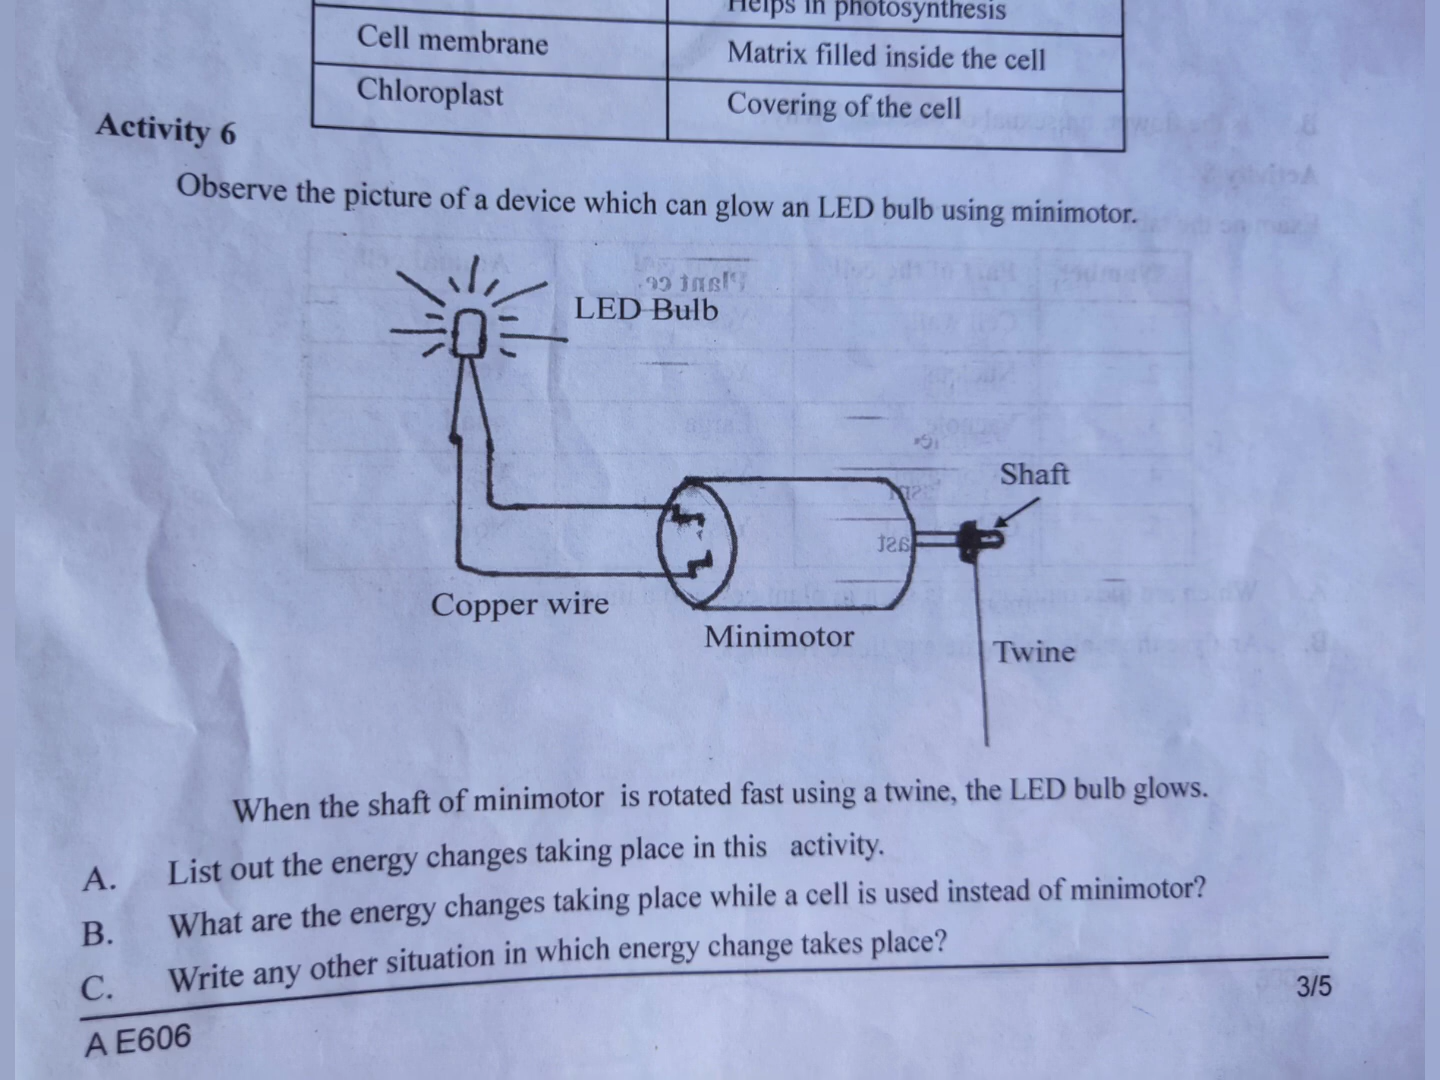 Helps in photosynthesis
Cell membrane
Matrix filled inside the cell
Chloroplast
Covering of the cell
Activity 6
Observe the picture of a device which can glow an LED bulb using minimotor.
LED Bulb
Shaft
Copper wire
Minimotor
Twine
When the shaft of minimotor is rotated fast using a twine, the LED bulb glows.
A. List out the energy changes taking place in this activity.
B. What are the energy changes taking place while a cell is used instead of minimotor?
C. Write any other situation in which energy change takes place?
3/5
A E606